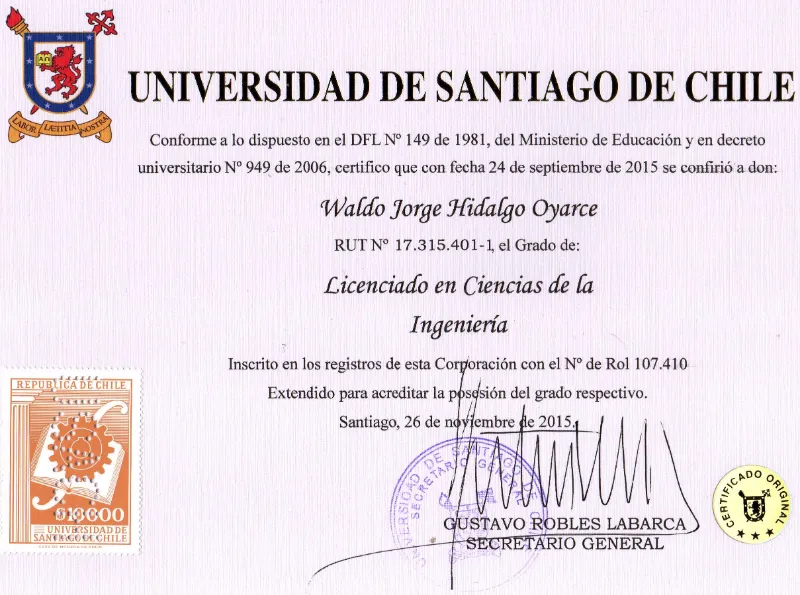 UNIVERSIDAD DE SANTIAGO DE CHILE
LABOR LÆTITIA NOSTRA
Conforme a lo dispuesto en el DFL Nº 149 de 1981, del Ministerio de Educación y en decreto
universitario Nº 949 de 2006, certifico que con fecha 24 de septiembre de 2015 se confirió a don:
Waldo Jorge Hidalgo Oyarce
RUT Nº 17.315.401-1, el Grado de:
Licenciado en Ciencias de la
Ingeniería
Inscrito en los registros de esta Corporación con el Nº de Rol 107.410
Extendido para acreditar la posesión del grado respectivo.
Santiago, 26 de noviembre de 2015.
REPUBLICA DE CHILE
UNIVERSIDAD DE
SANTIAGO DE CHILE
UNIVERSIDAD DE SANTIAGO DE
SECRETARIO GENERAL
GUSTAVO ROBLES LABARCA
SECRETARIO GENERAL
CERTIFICADO ORIGINAL